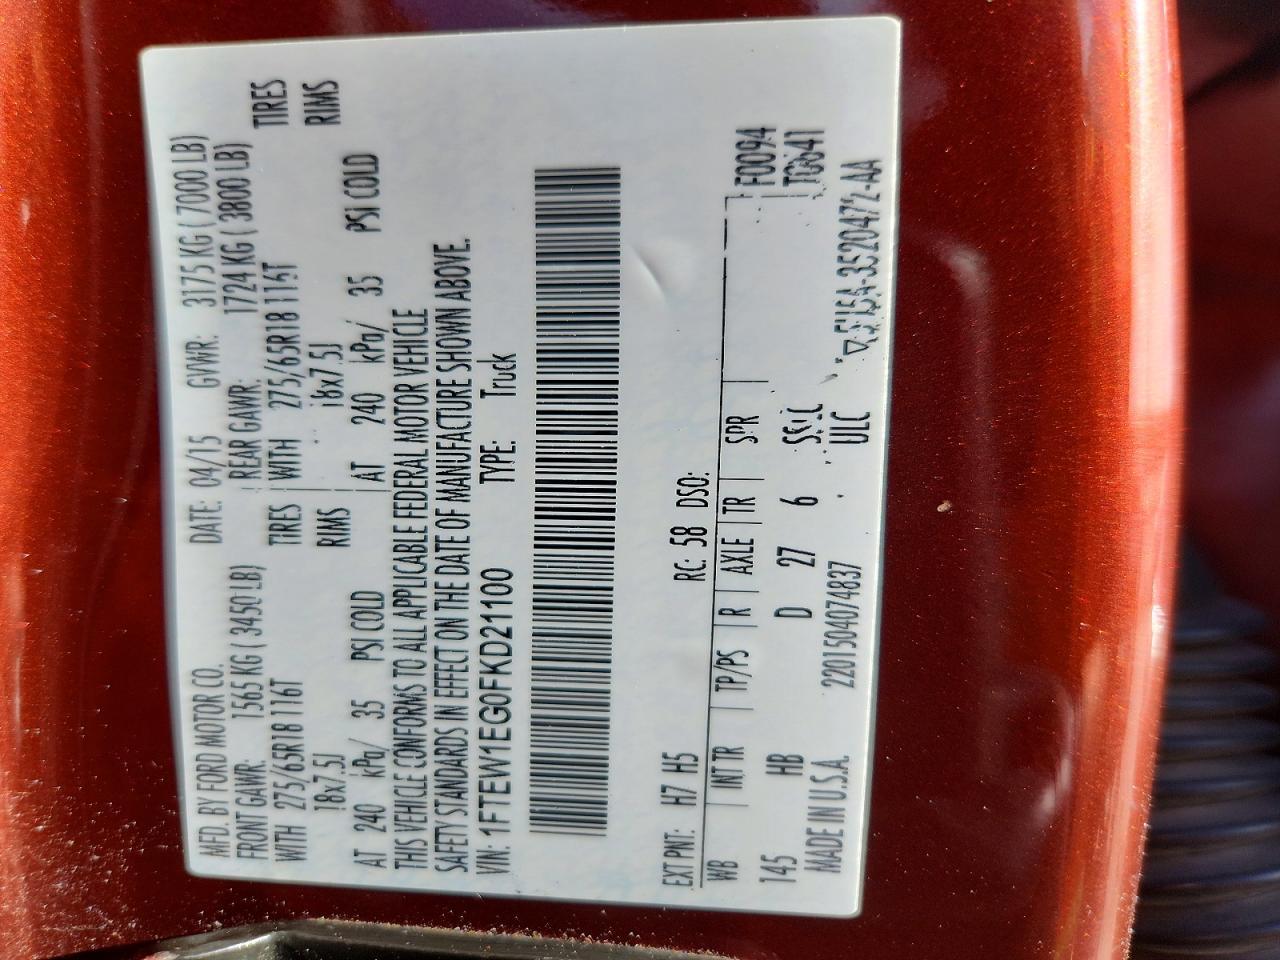 MFD. BY FORD MOTOR CO. DATE: 04/15 GVWR: 3175 KG ( 7000 LB)
FRONT GAWR: 1565 KG ( 3450 LB) REAR GAWR: 1724 KG ( 3800 LB)
WITH 275/65R18 116T TIRES WITH 275/65R18 116T TIRES
18x7.5J RIMS 18x7.5J RIMS
AT 240 kPa/ 35 PSI COLD AT 240 kPa/ 35 PSI COLD
THIS VEHICLE CONFORMS TO ALL APPLICABLE FEDERAL MOTOR VEHICLE
SAFETY STANDARDS IN EFFECT ON THE DATE OF MANUFACTURE SHOWN ABOVE.
VIN: 1FTEW1EG0FKD21100 TYPE: Truck
EXT PNT: H7 H5 RC: 58 DSO:
WB INT TR TP/PS R AXLE TR SPR F0094
145 HB D 27 6
MADE IN U.S.A. 2201504074837 ULC